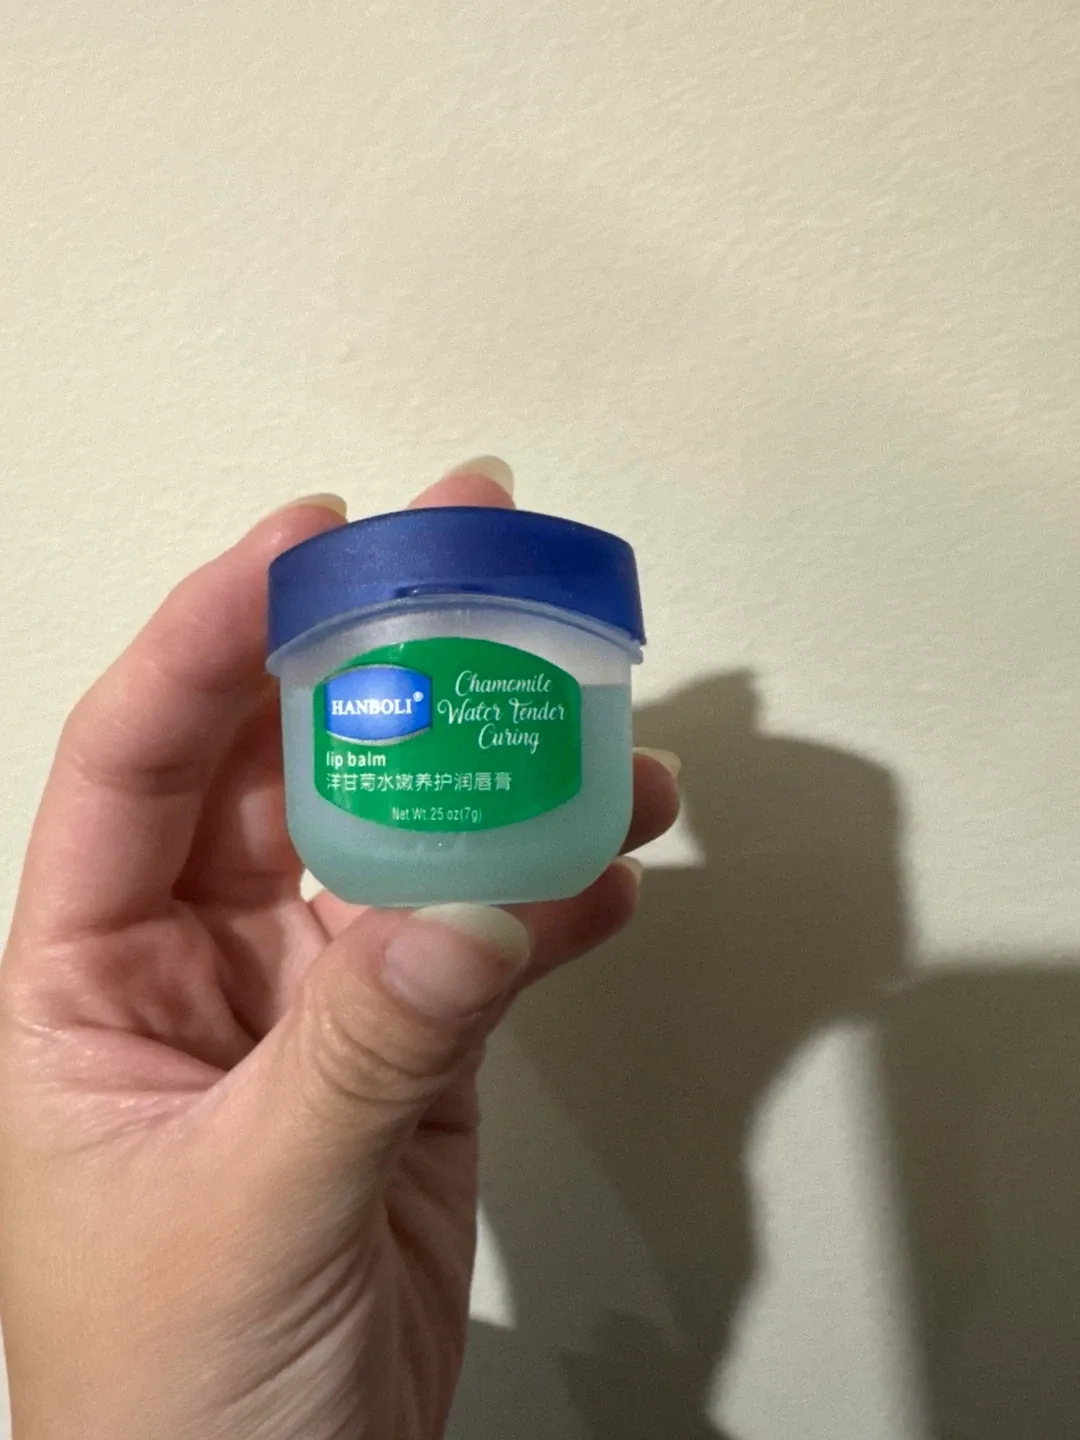 HANBOLI®
Chamomile
Water Tender
Curing
lip balm
洋甘菊水嫩养护润唇膏
Net Wt.25 oz(7g)